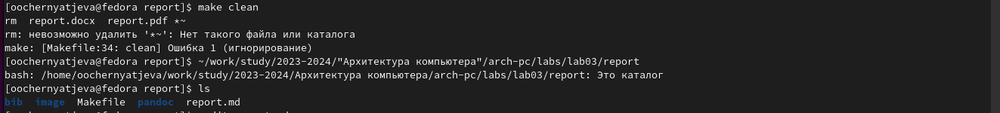 [oochernyatjeva@fedora report]$ make clean
rm  report.docx  report.pdf *~
rm: невозможно удалить '*~': Нет такого файла или каталога
make: [Makefile:34: clean] Ошибка 1 (игнорирование)
[oochernyatjeva@fedora report]$ ~/work/study/2023-2024/"Архитектура компьютера"/arch-pc/labs/lab03/report
bash: /home/oochernyatjeva/work/study/2023-2024/Архитектура компьютера/arch-pc/labs/lab03/report: Это каталог
[oochernyatjeva@fedora report]$ ls
bib  image  Makefile  pandoc  report.md